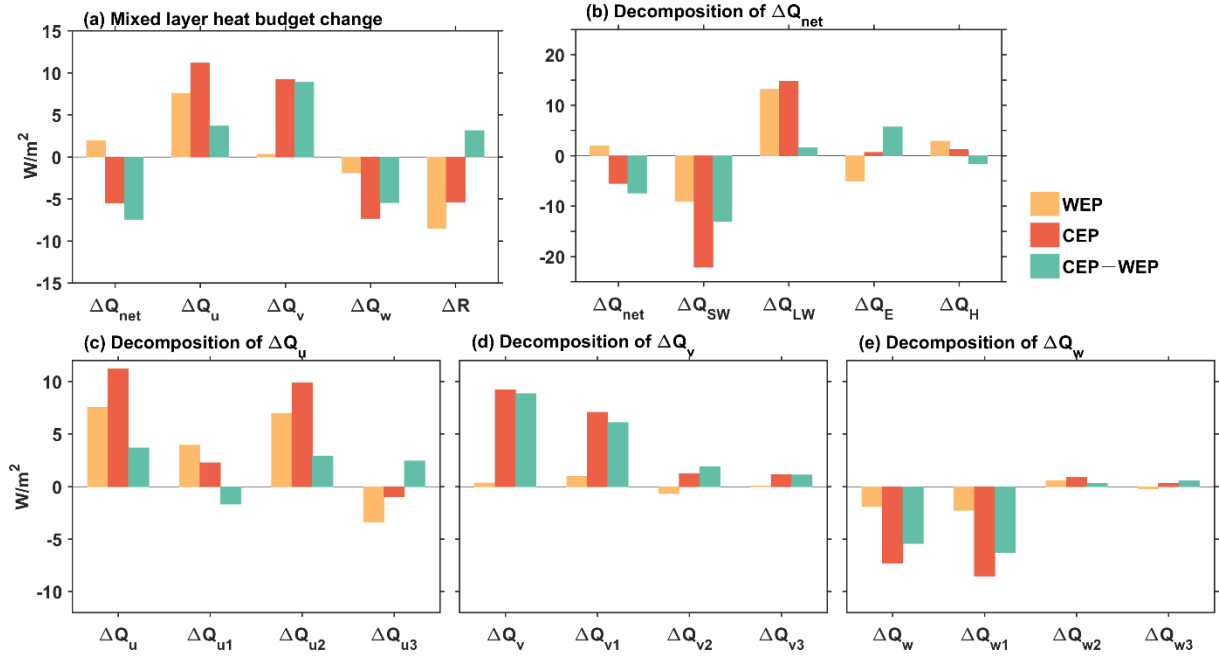 (a) Mixed layer heat budget change
15
10
5
0
-5
-10
-15
W/m²
ΔQnet ΔQu ΔQv ΔQw ΔR
(b) Decomposition of ΔQnet
20
10
0
-10
-20
ΔQnet ΔQSW ΔQLW ΔQE ΔQH
WEP
CEP
CEP—WEP
(c) Decomposition of ΔQu
10
5
0
-5
-10
W/m²
ΔQu ΔQu1 ΔQu2 ΔQu3
(d) Decomposition of ΔQv
ΔQv ΔQv1 ΔQv2 ΔQv3
(e) Decomposition of ΔQw
ΔQw ΔQw1 ΔQw2 ΔQw3